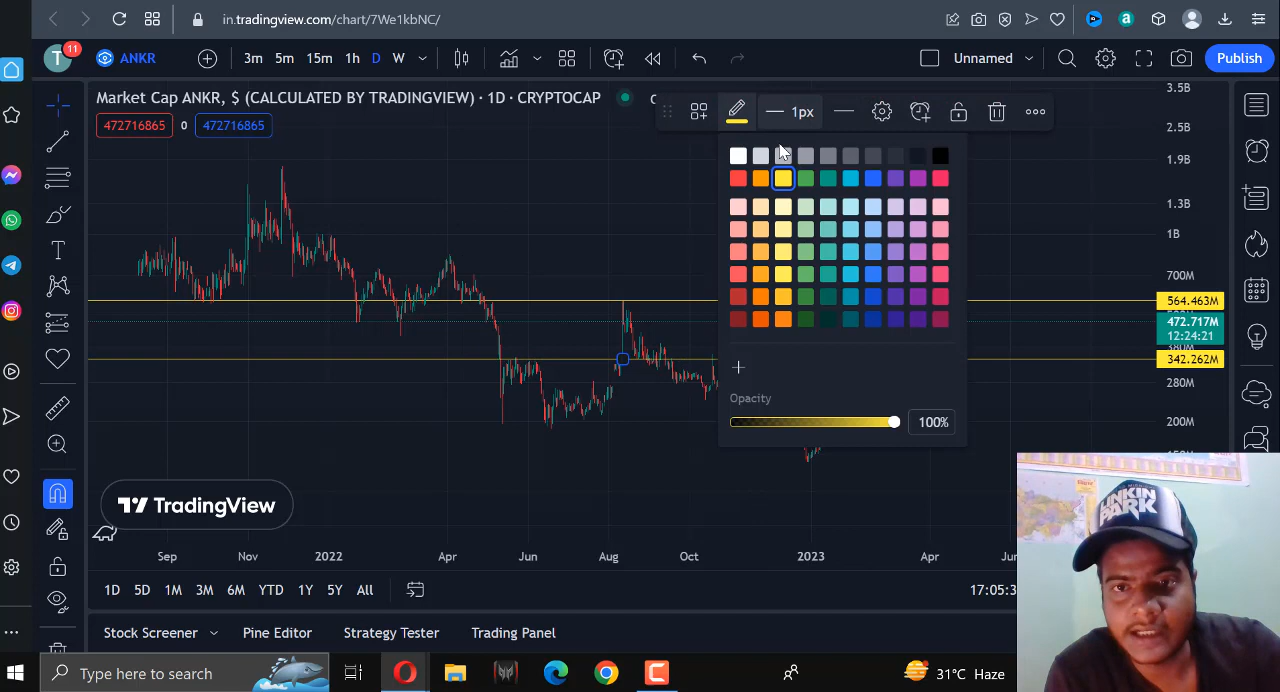 in.tradingview.com/chart/7We1kbNC/
T
11
ANKR
3m 5m 15m 1h D W
Unnamed
Publish
Market Cap ANKR, $ (CALCULATED BY TRADINGVIEW) · 1D · CRYPTOCAP
472716865 0 472716865
1px
3.5B
2.5B
1.9B
1.3B
1B
700M
564.463M
472.717M
12:24:21
342.262M
280M
200M
Opacity
100%
TradingView
Sep Nov 2022 Apr Jun Aug Oct 2023 Apr
1D 5D 1M 3M 6M YTD 1Y 5Y All
17:05:3
Stock Screener Pine Editor Strategy Tester Trading Panel
LINKIN
PARK
Type here to search
31°C Haze